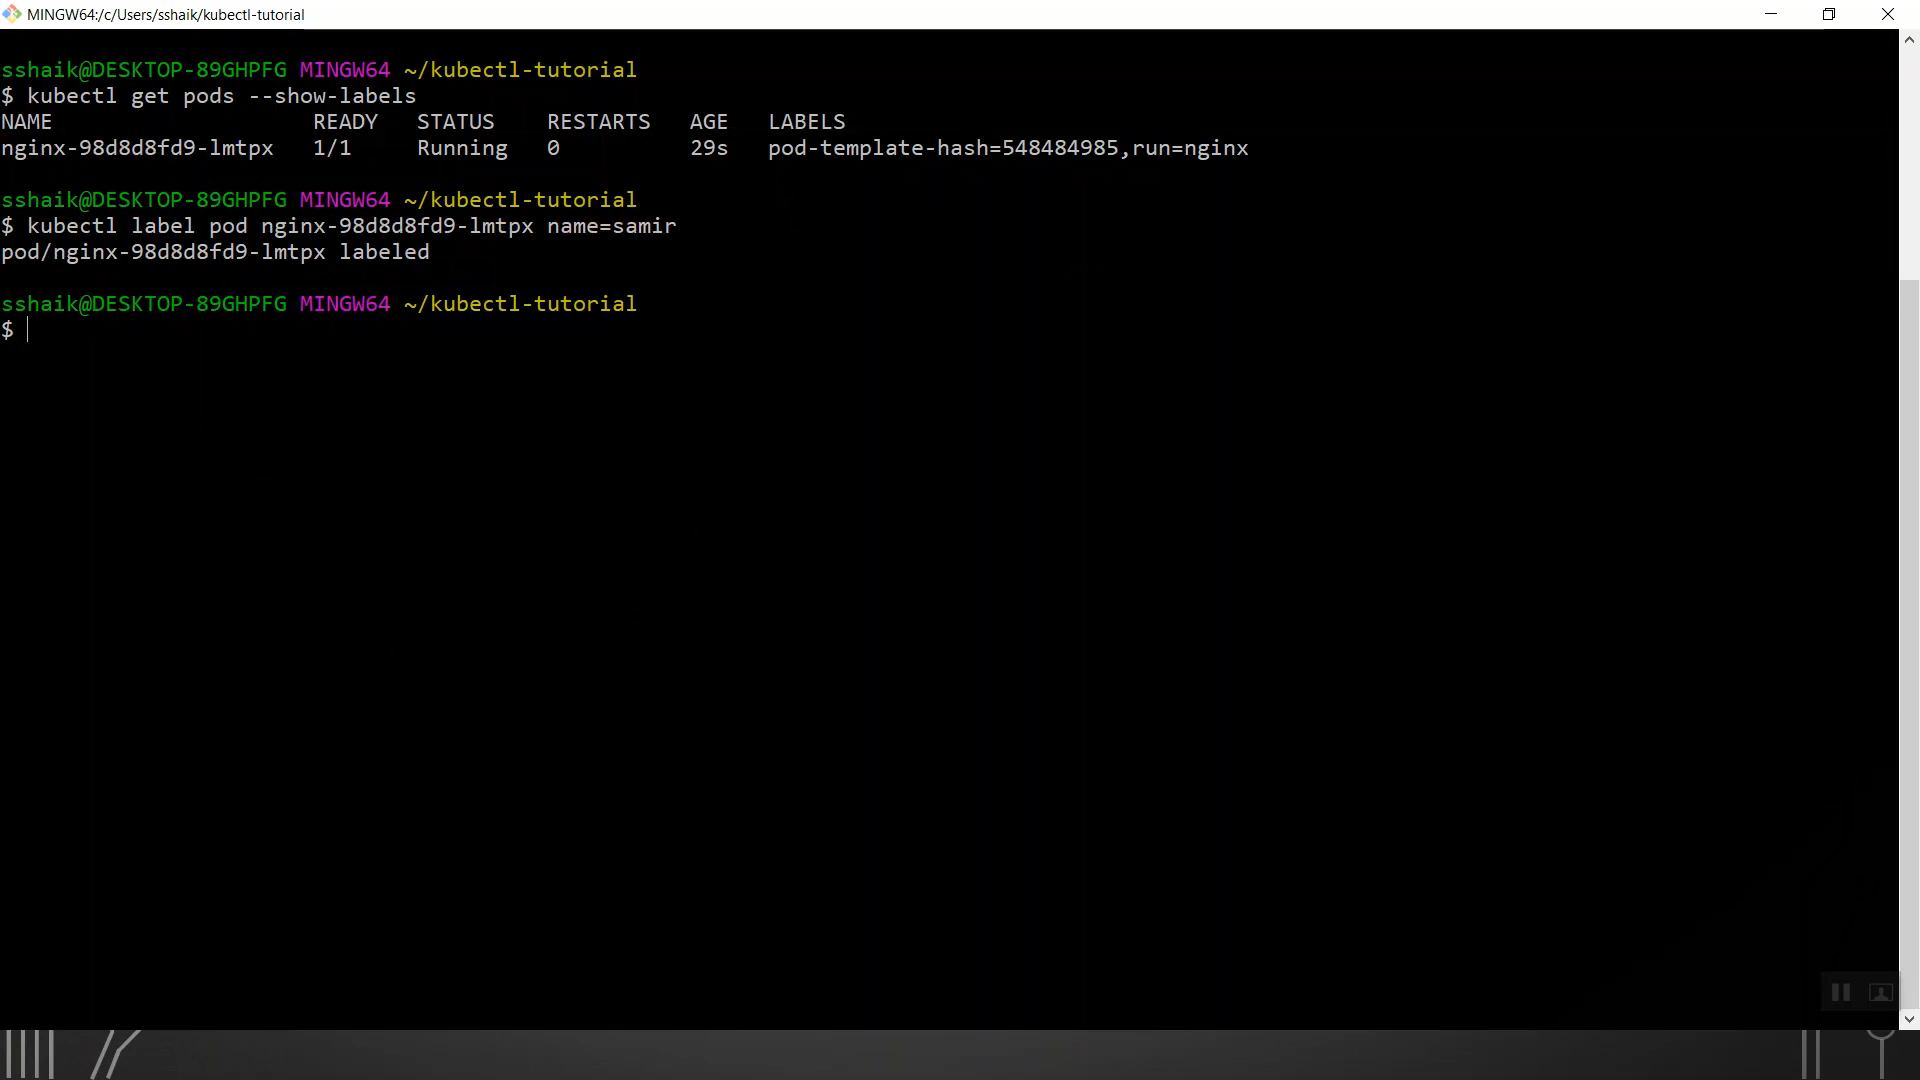 MINGW64:/c/Users/sshaik/kubectl-tutorial
sshaik@DESKTOP-89GHPFG MINGW64 ~/kubectl-tutorial
$ kubectl get pods --show-labels
NAME READY STATUS RESTARTS AGE LABELS
nginx-98d8d8fd9-lmtpx 1/1 Running 0 29s pod-template-hash=548484985,run=nginx
sshaik@DESKTOP-89GHPFG MINGW64 ~/kubectl-tutorial
$ kubectl label pod nginx-98d8d8fd9-lmtpx name=samir
pod/nginx-98d8d8fd9-lmtpx labeled
sshaik@DESKTOP-89GHPFG MINGW64 ~/kubectl-tutorial
$